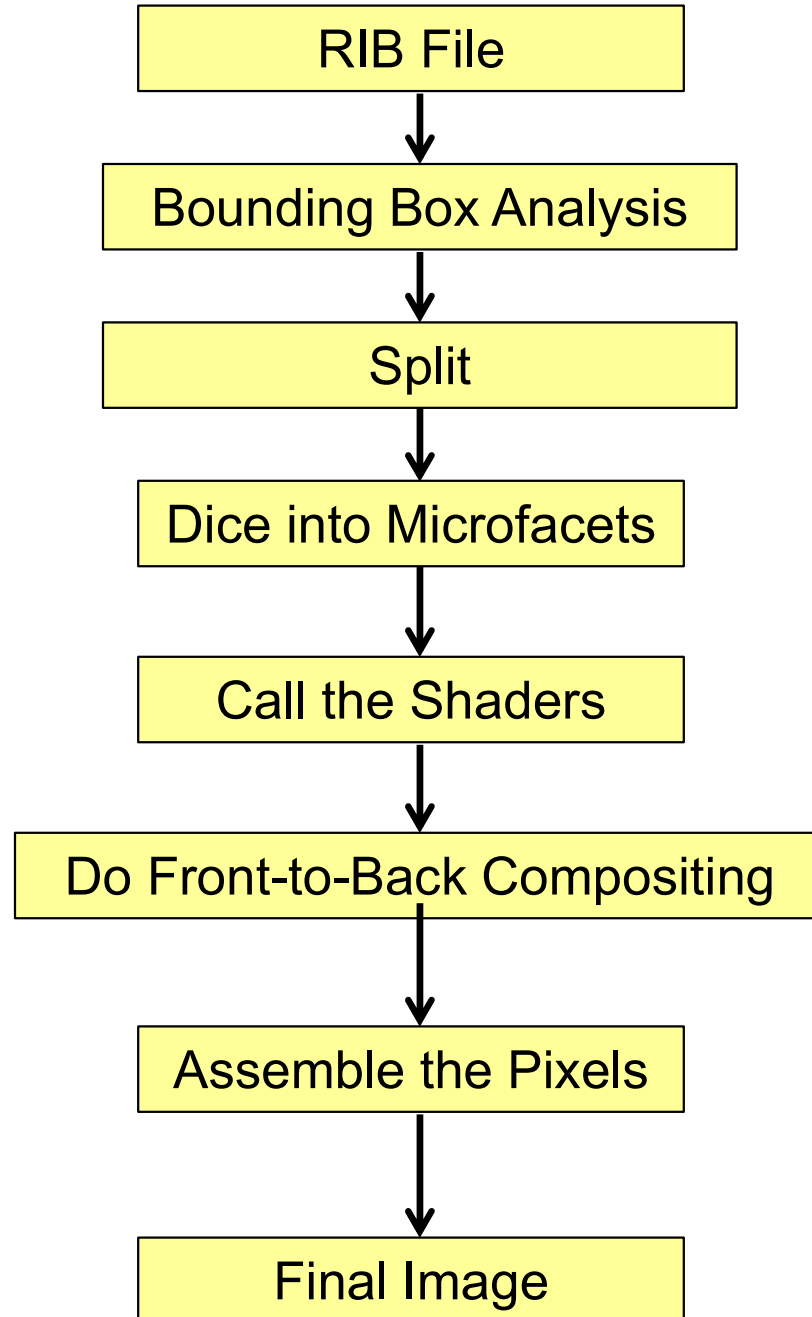 RIB File
Bounding Box Analysis
Split
Dice into Microfacets
Call the Shaders
Do Front-to-Back Compositing
Assemble the Pixels
Final Image